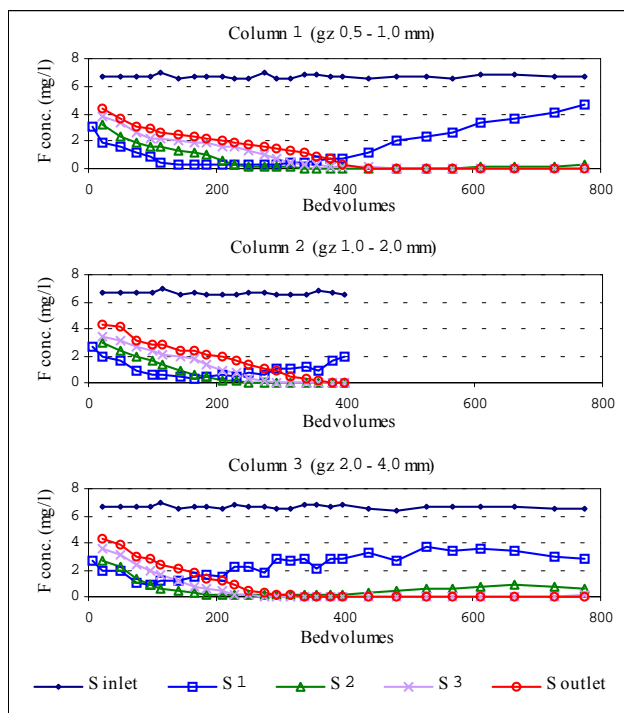 Column 1 (gz 0.5 - 1.0 mm)
F conc. (mg/l)
8
6
4
2
0
0 200 400 600 800
Bedvolumes
Column 2 (gz 1.0 - 2.0 mm)
F conc. (mg/l)
8
6
4
2
0
0 200 400 600 800
Bedvolumes
Column 3 (gz 2.0 - 4.0 mm)
F conc. (mg/l)
8
6
4
2
0
0 200 400 600 800
Bedvolumes
S inlet S 1 S 2 S 3 S outlet